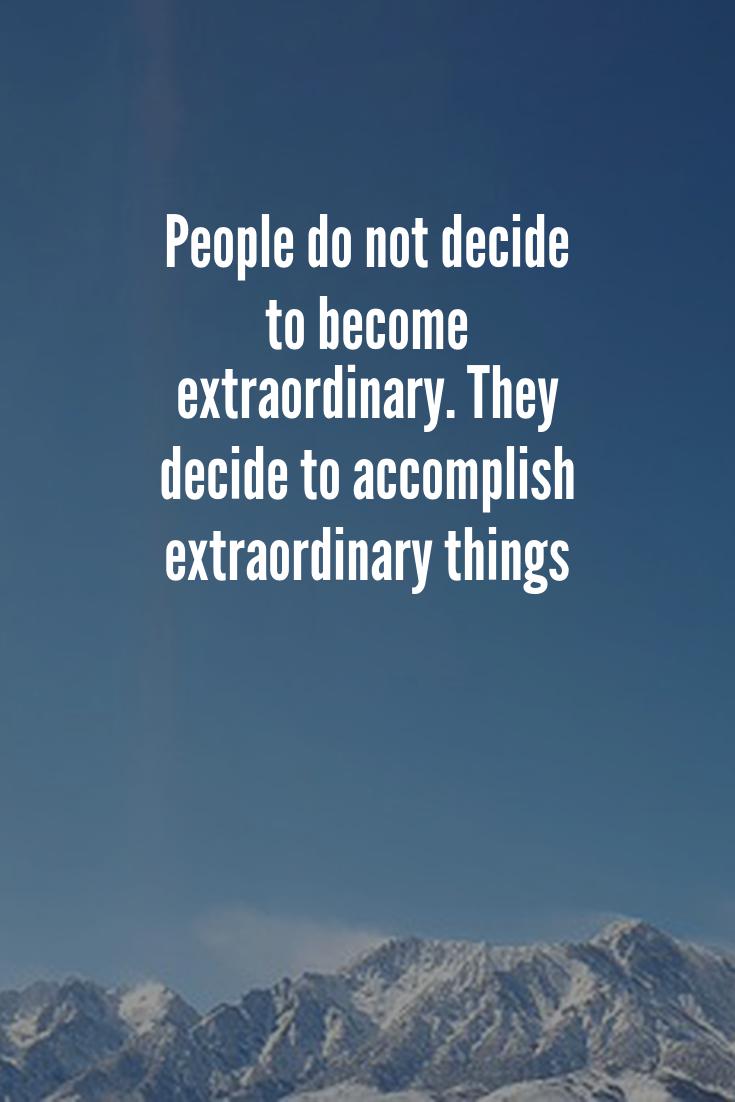 People do not decide
to become
extraordinary. They
decide to accomplish
extraordinary things